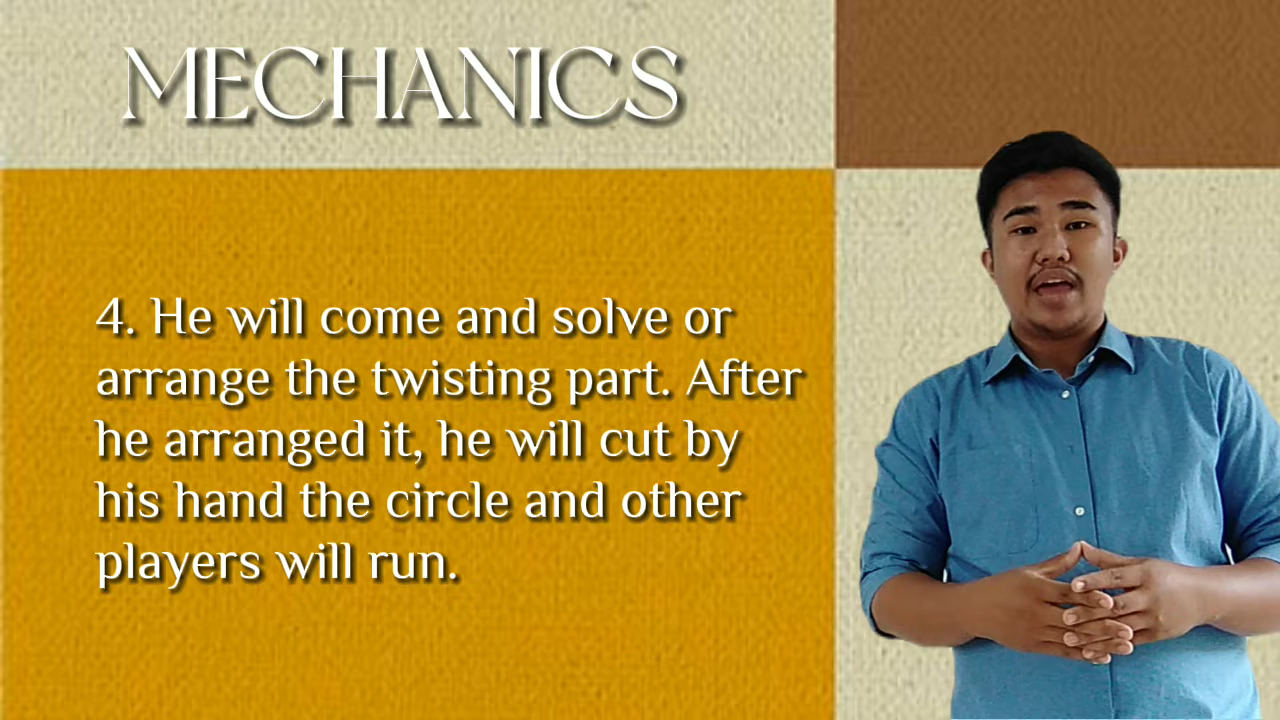 MECHANICS
4. He will come and solve or
arrange the twisting part. After
he arranged it, he will cut by
his hand the circle and other
players will run.